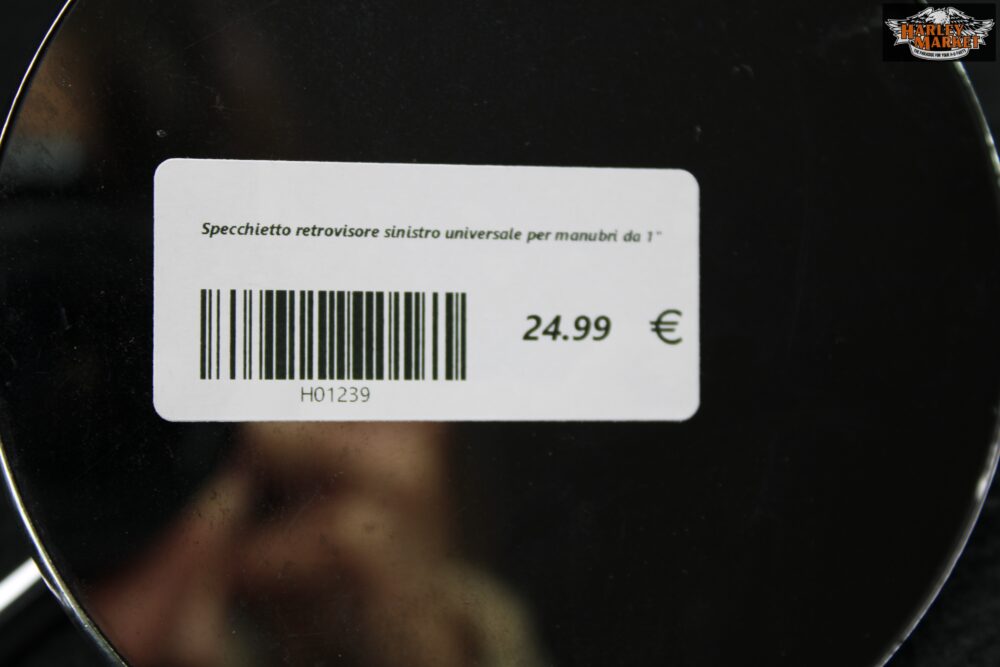 HARLEY
MARKET
Specchietto retrovisore sinistro universale per manubri da 1"
24.99 €
H01239